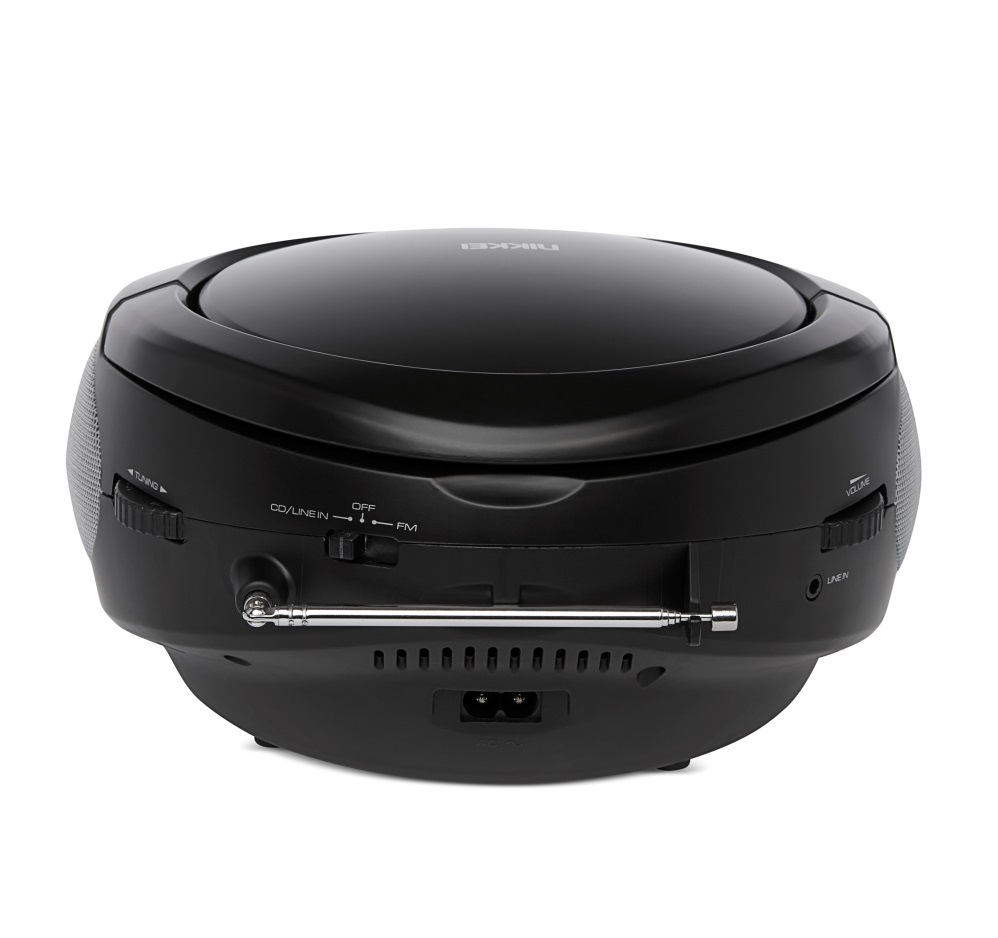 NIKKEI
◄ TUNING ►
CD/LINE IN
OFF
FM
VOLUME
LINE IN